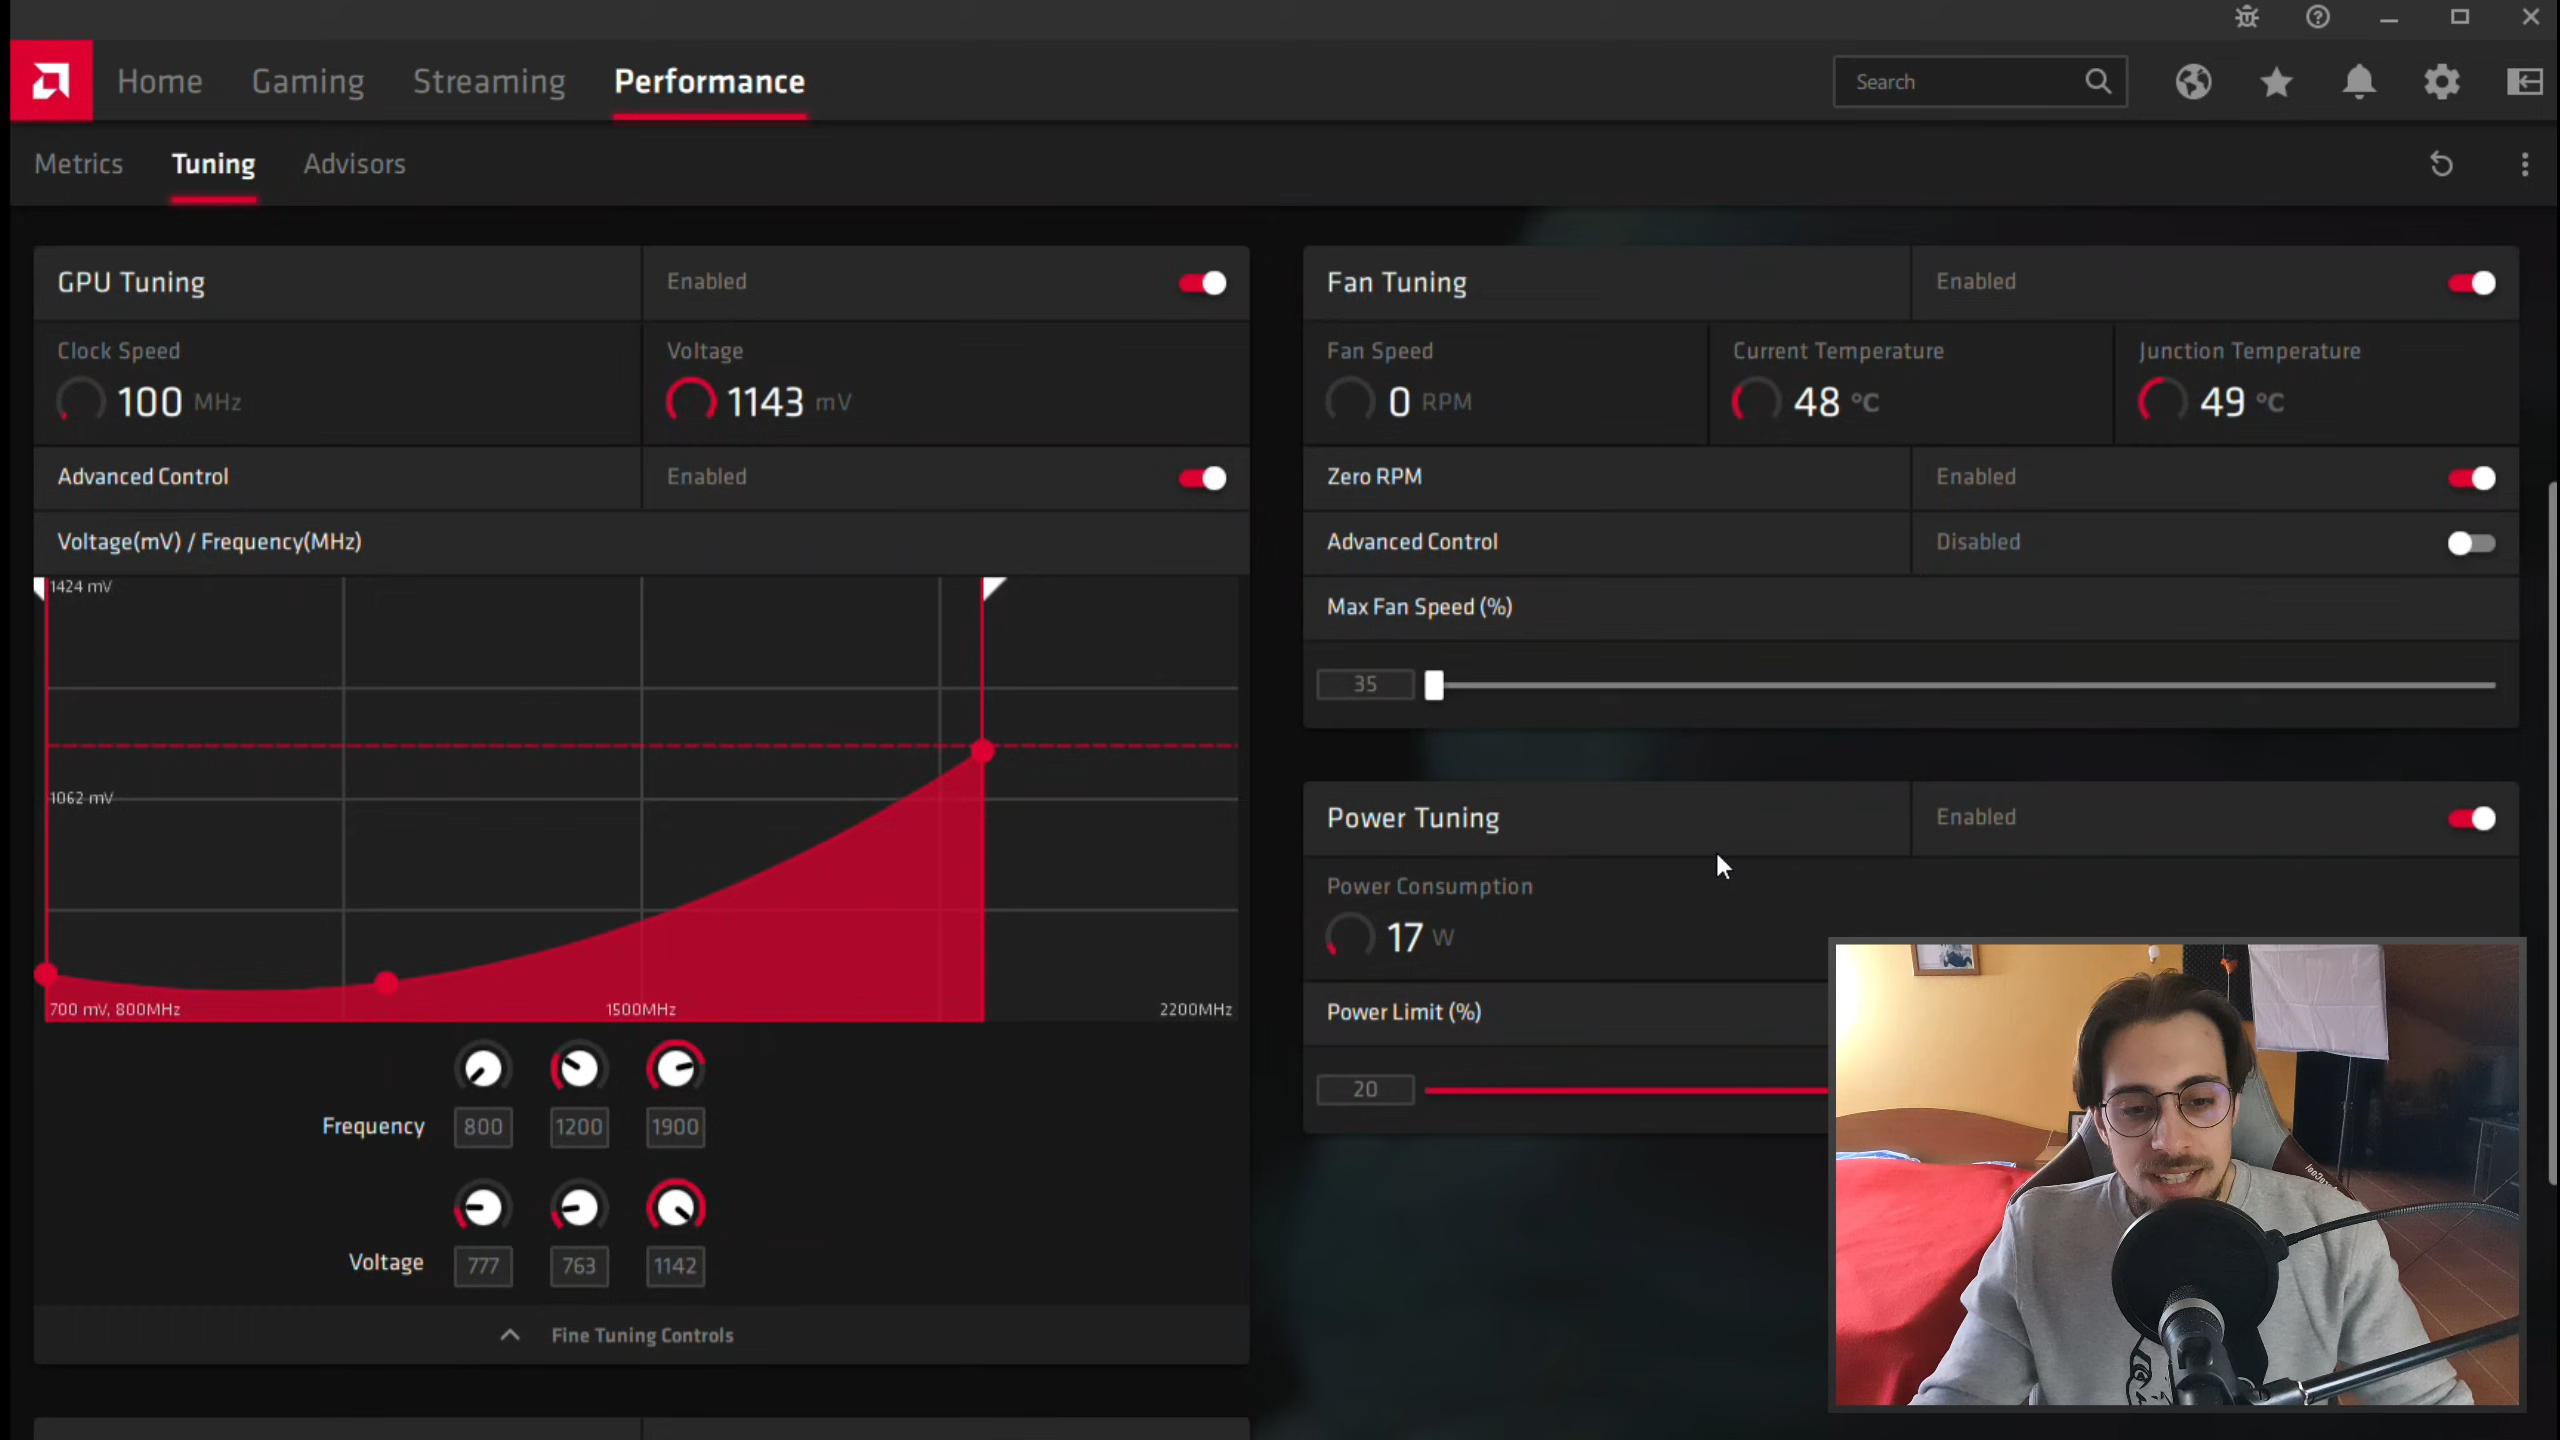 Home Gaming Streaming Performance Search
Metrics Tuning Advisors
GPU Tuning Enabled
Clock Speed Voltage
100 MHz 1143 mV
Advanced Control Enabled
Voltage(mV) / Frequency(MHz)
1424 mV
1062 mV
700 mV, 800MHz 1500MHz 2200MHz
Frequency 800 1200 1900
Voltage 777 763 1142
Fine Tuning Controls
Fan Tuning Enabled
Fan Speed Current Temperature Junction Temperature
0 RPM 48 °C 49 °C
Zero RPM Enabled
Advanced Control Disabled
Max Fan Speed (%)
35
Power Tuning Enabled
Power Consumption
17 W
Power Limit (%)
20